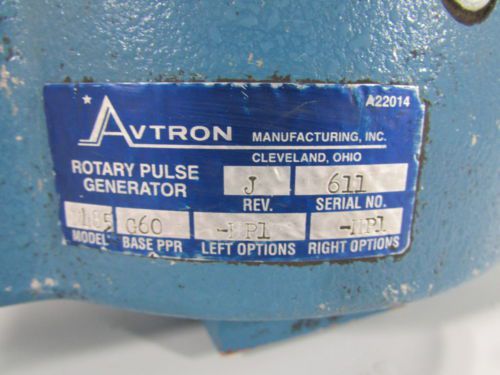 A22014
AVTRON MANUFACTURING, INC.
CLEVELAND, OHIO
ROTARY PULSE
GENERATOR
J 611
REV. SERIAL NO.
G60
MODEL BASE PPR LEFT OPTIONS RIGHT OPTIONS